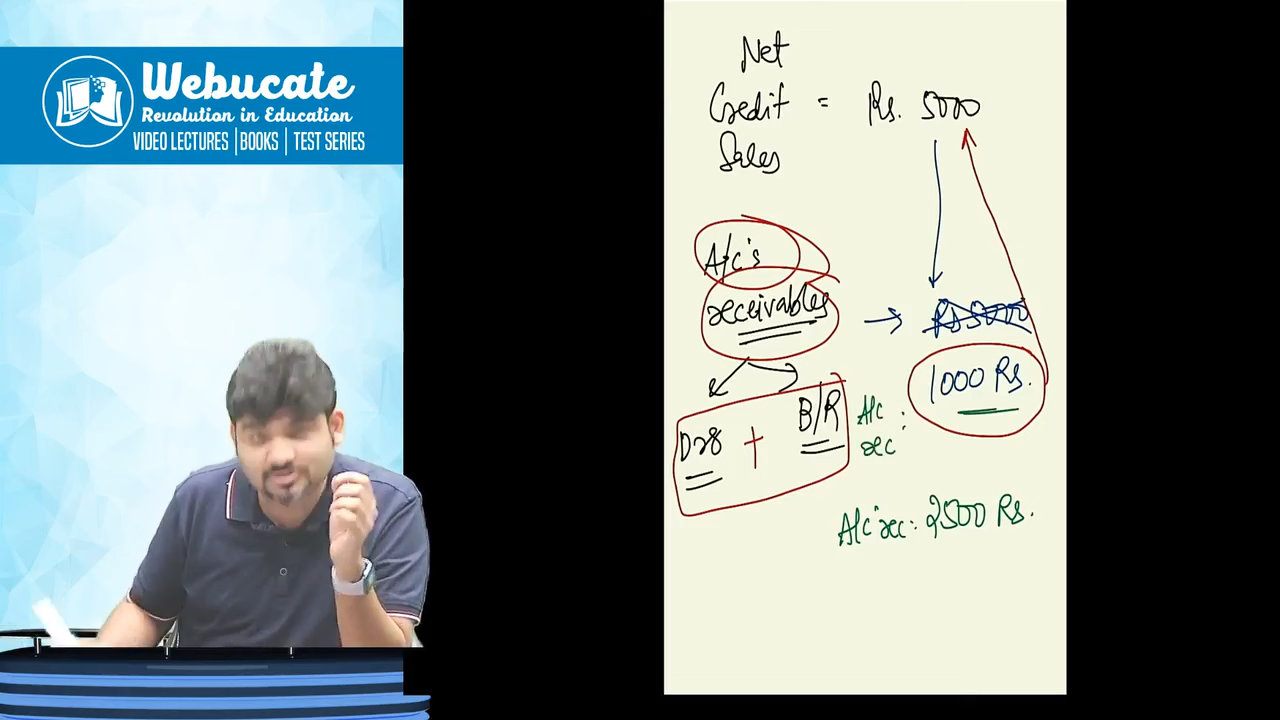 Webucate
Revolution in Education
VIDEO LECTURES | BOOKS | TEST SERIES
Net
Credit = Rs. 5000
Sales
A/c's
receivables → Rs 5000
1000 Rs.
Drs + B/R
A/c :
rec
A/c rec: 2500 Rs.